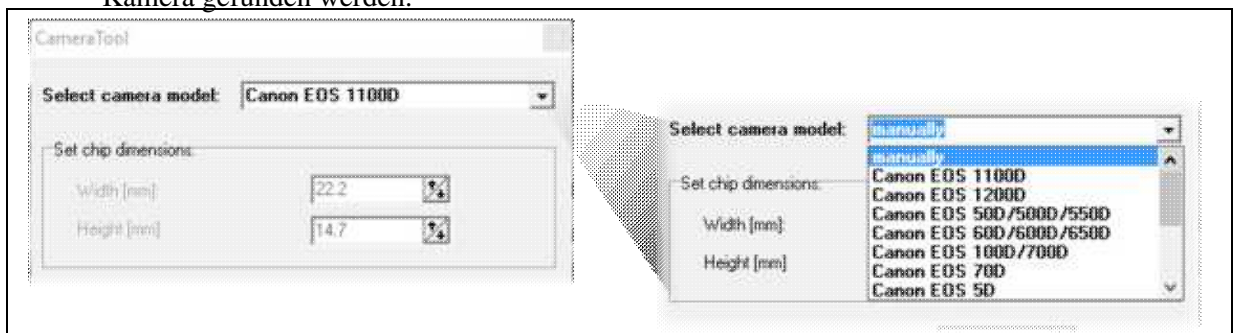 Kamera gefunden werden.
CameraTool
Select camera model: Canon EOS 1100D
Set chip dimensions:
Width [mm]: 22.2
Height [mm]: 14.7
Select camera model: manually
manually
Canon EOS 1100D
Canon EOS 1200D
Canon EOS 50D/500D/550D
Canon EOS 60D/600D/650D
Canon EOS 100D/700D
Canon EOS 70D
Canon EOS 5D
Set chip dimensions:
Width [mm]:
Height [mm]